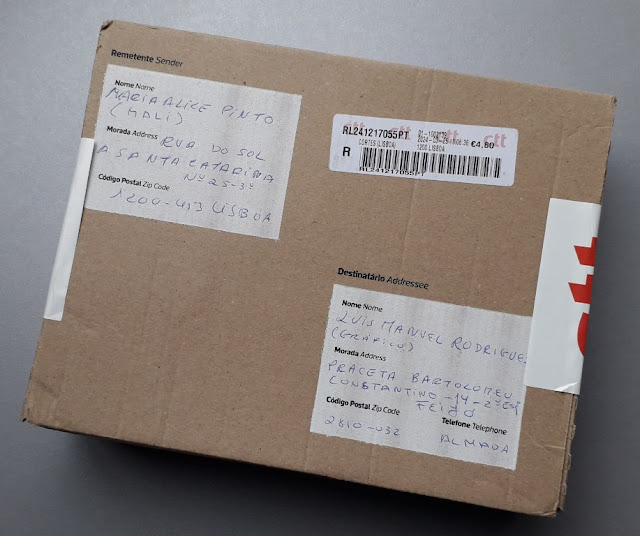 Remetente Sender
Nome Name
MARIA ALICE PINTO
(MALI)
Morada Address
RUA DO SOL
A SANTA CATARINA
Nº 25-3º
Código Postal Zip Code
1200-453 LISBOA
ctt
RL241217055PT
CORTES (LISBOA)
1200 LISBOA
€4,80
R
RL241217055PT
ctt
Destinatário Addressee
Nome Name
LUIS MANUEL RODRIGUES
(GRÁFICO)
Morada Address
PRACETA BARTOLOMEU
CONSTANTINO-14-2º
FEIJÓ
Código Postal Zip Code
Telefone Telephone
2810-032
ALMADA